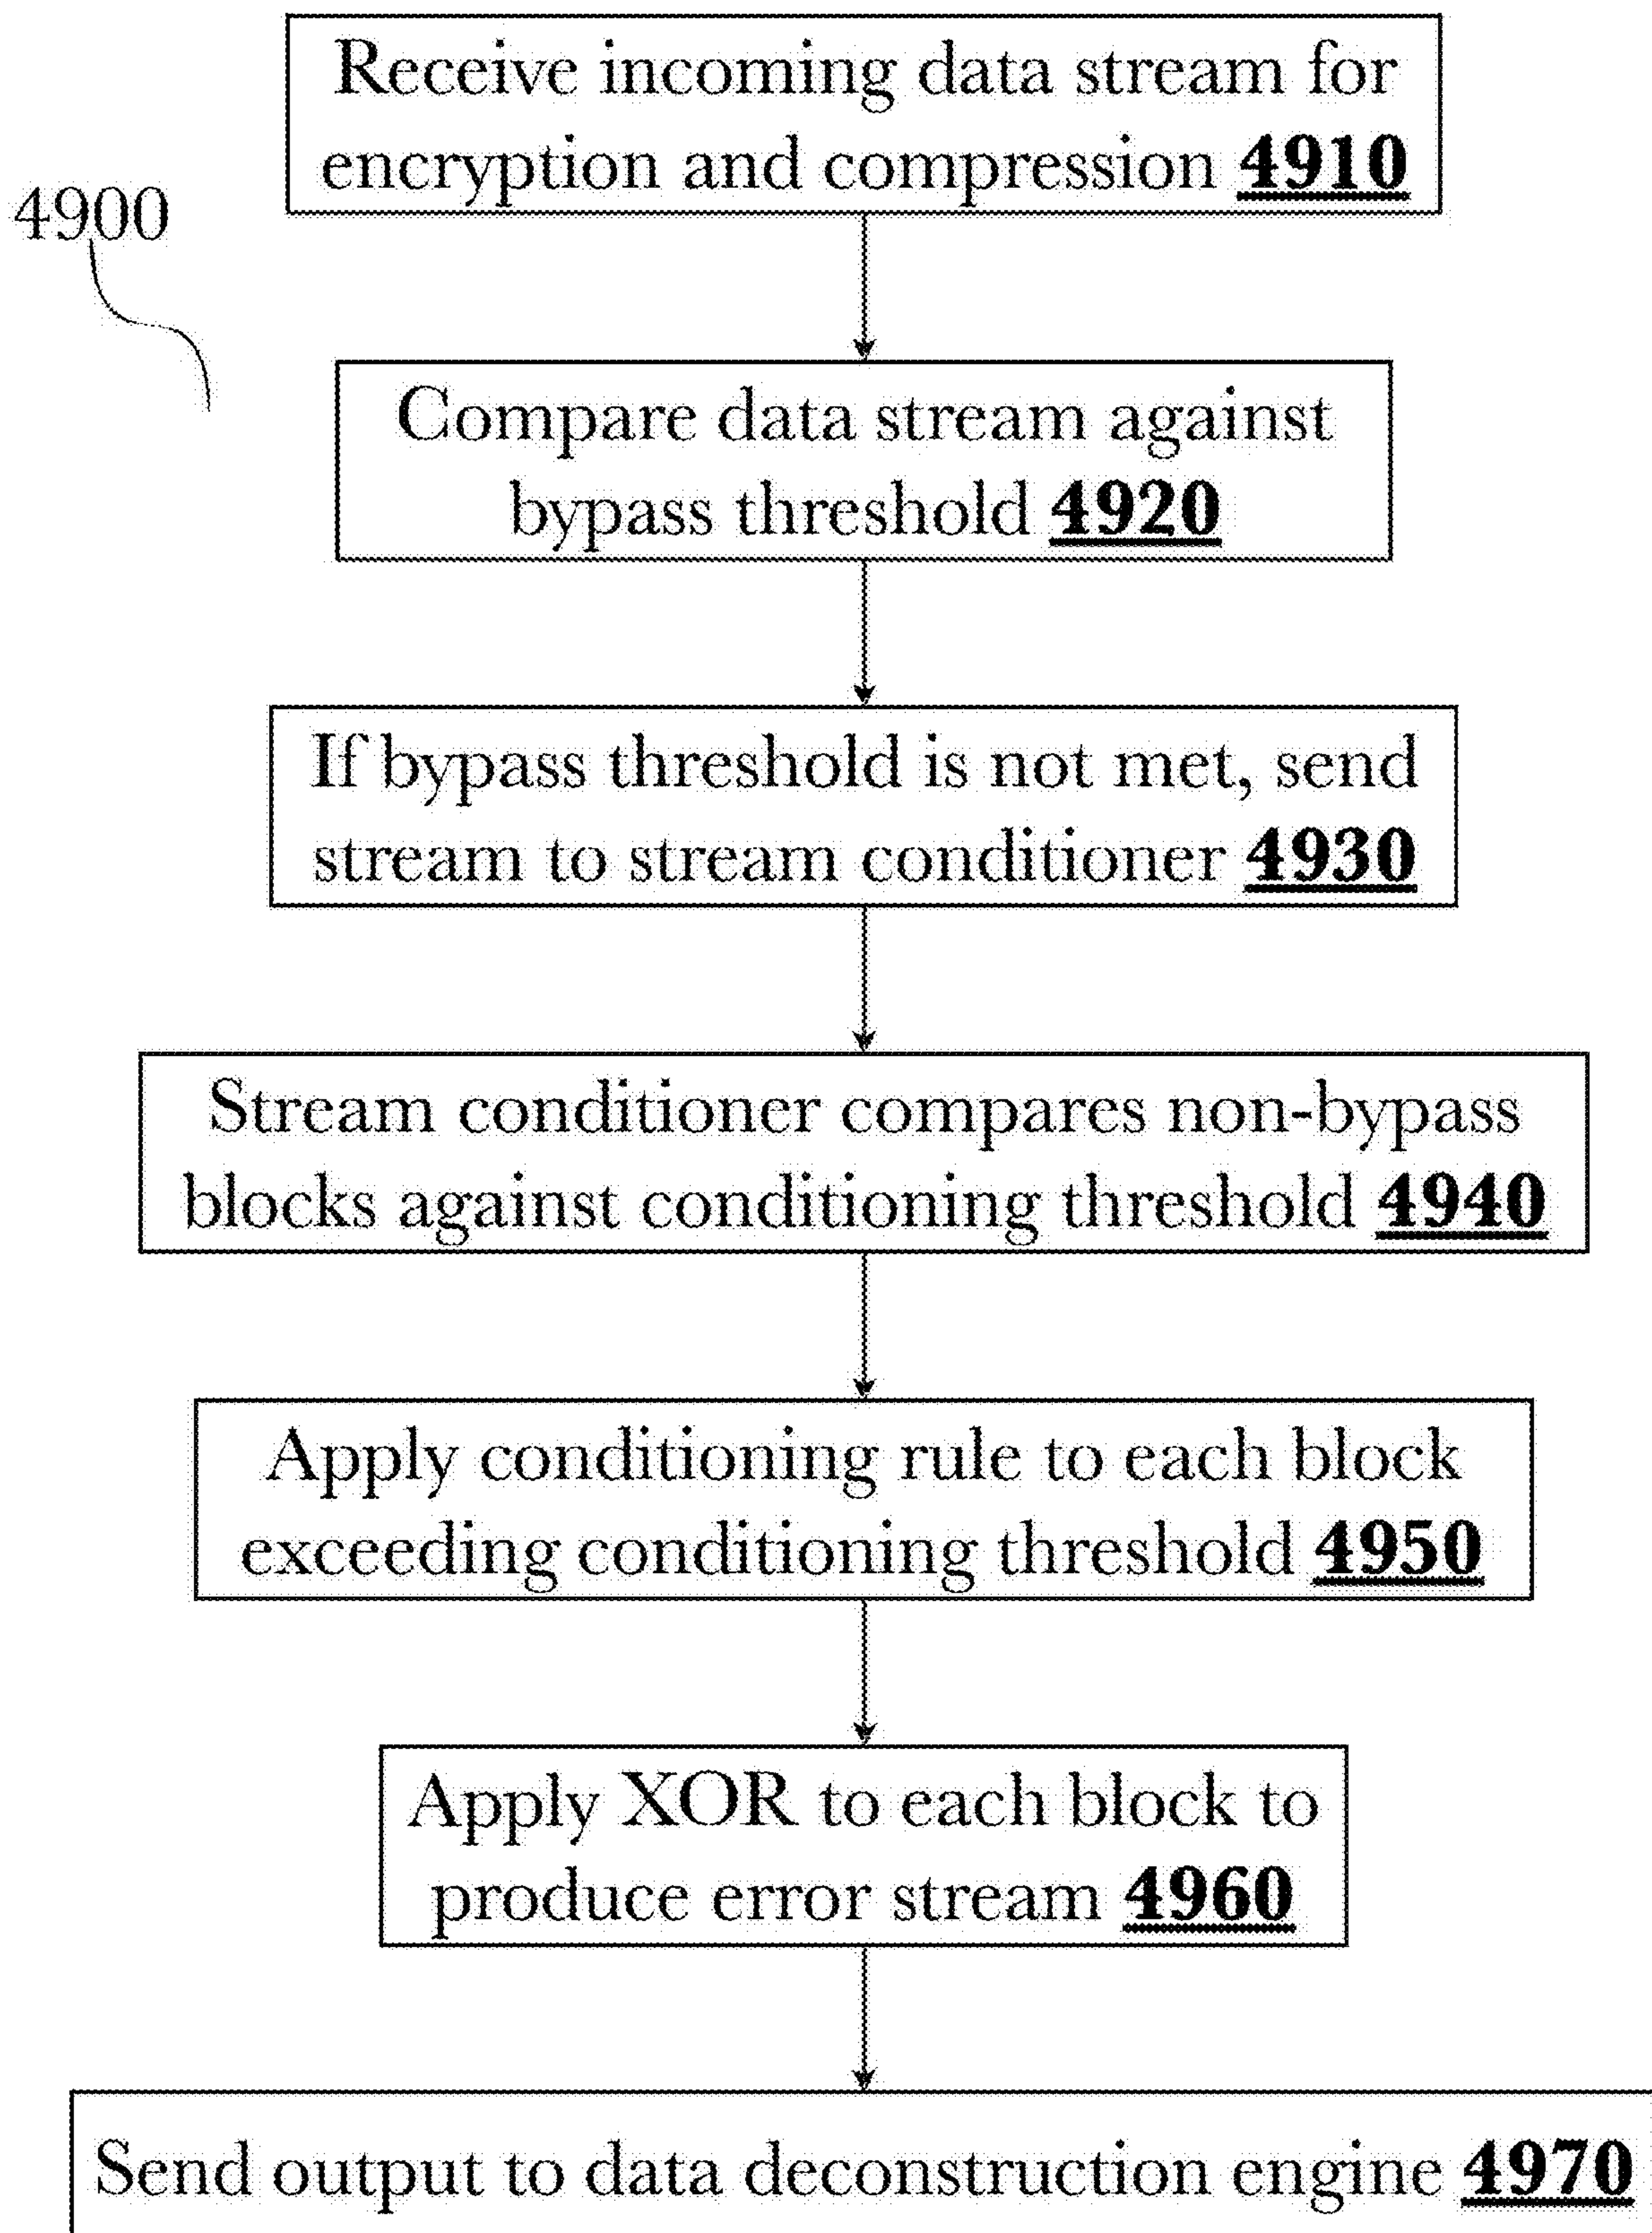 Receive incoming data stream for
encryption and compression 4910
4900
Compare data stream against
bypass threshold 4920
If bypass threshold is not met, send
stream to stream conditioner 4930
Stream conditioner compares non-bypass
blocks against conditioning threshold 4940
Apply conditioning rule to each block
exceeding conditioning threshold 4950
Apply XOR to each block to
produce error stream 4960
Send output to data deconstruction engine 4970